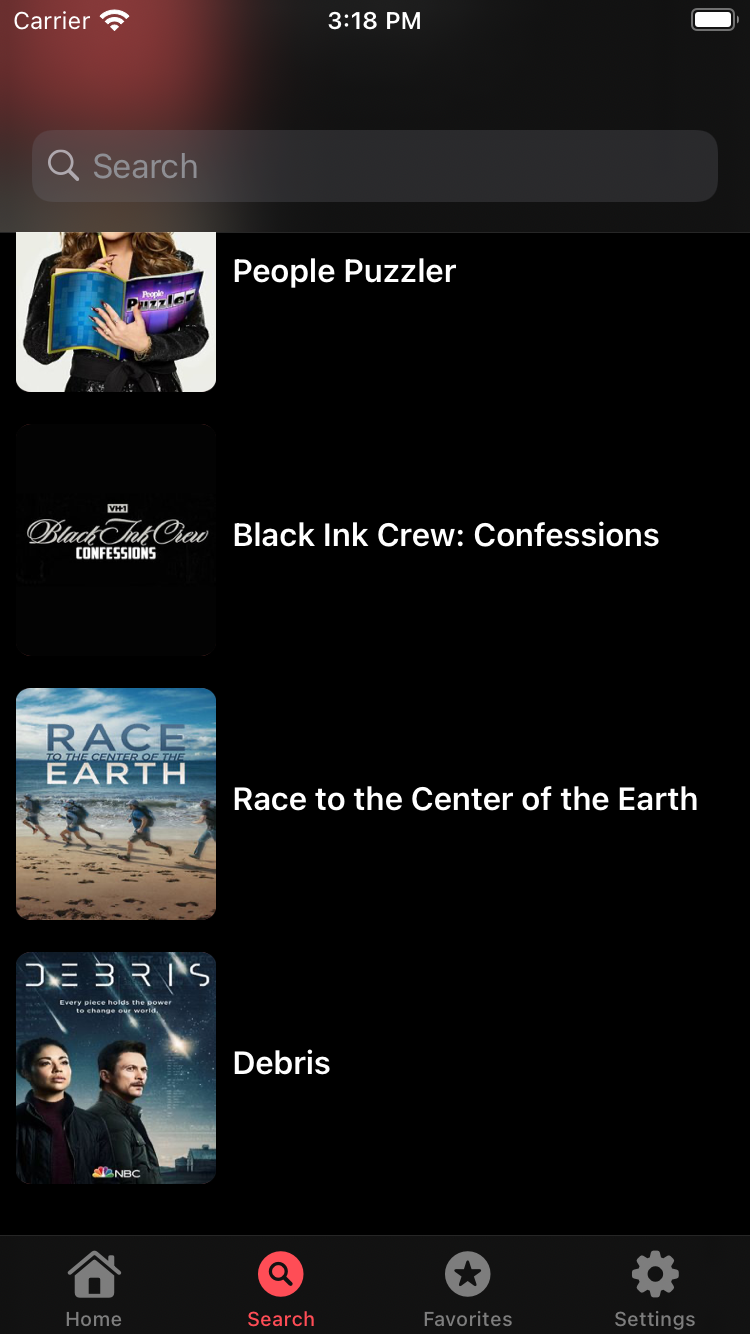 Carrier
3:18 PM
Search
People
Puzzler
People Puzzler
VH1
Black Ink Crew
CONFESSIONS
Black Ink Crew: Confessions
RACE
TO THE CENTER OF THE
EARTH
Race to the Center of the Earth
DEBRIS
Every piece holds the power
to change our world.
NBC
Debris
Home
Search
Favorites
Settings